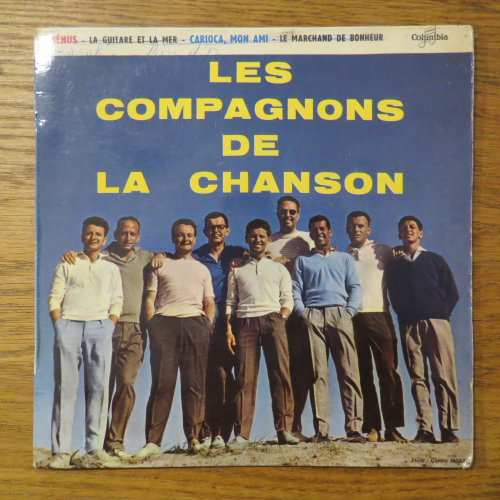 VÉNUS - LA GUITARE ET LA MER - CARIOCA, MON AMI - LE MARCHAND DE BONHEUR
Columbia
LES
COMPAGNONS
DE
LA CHANSON